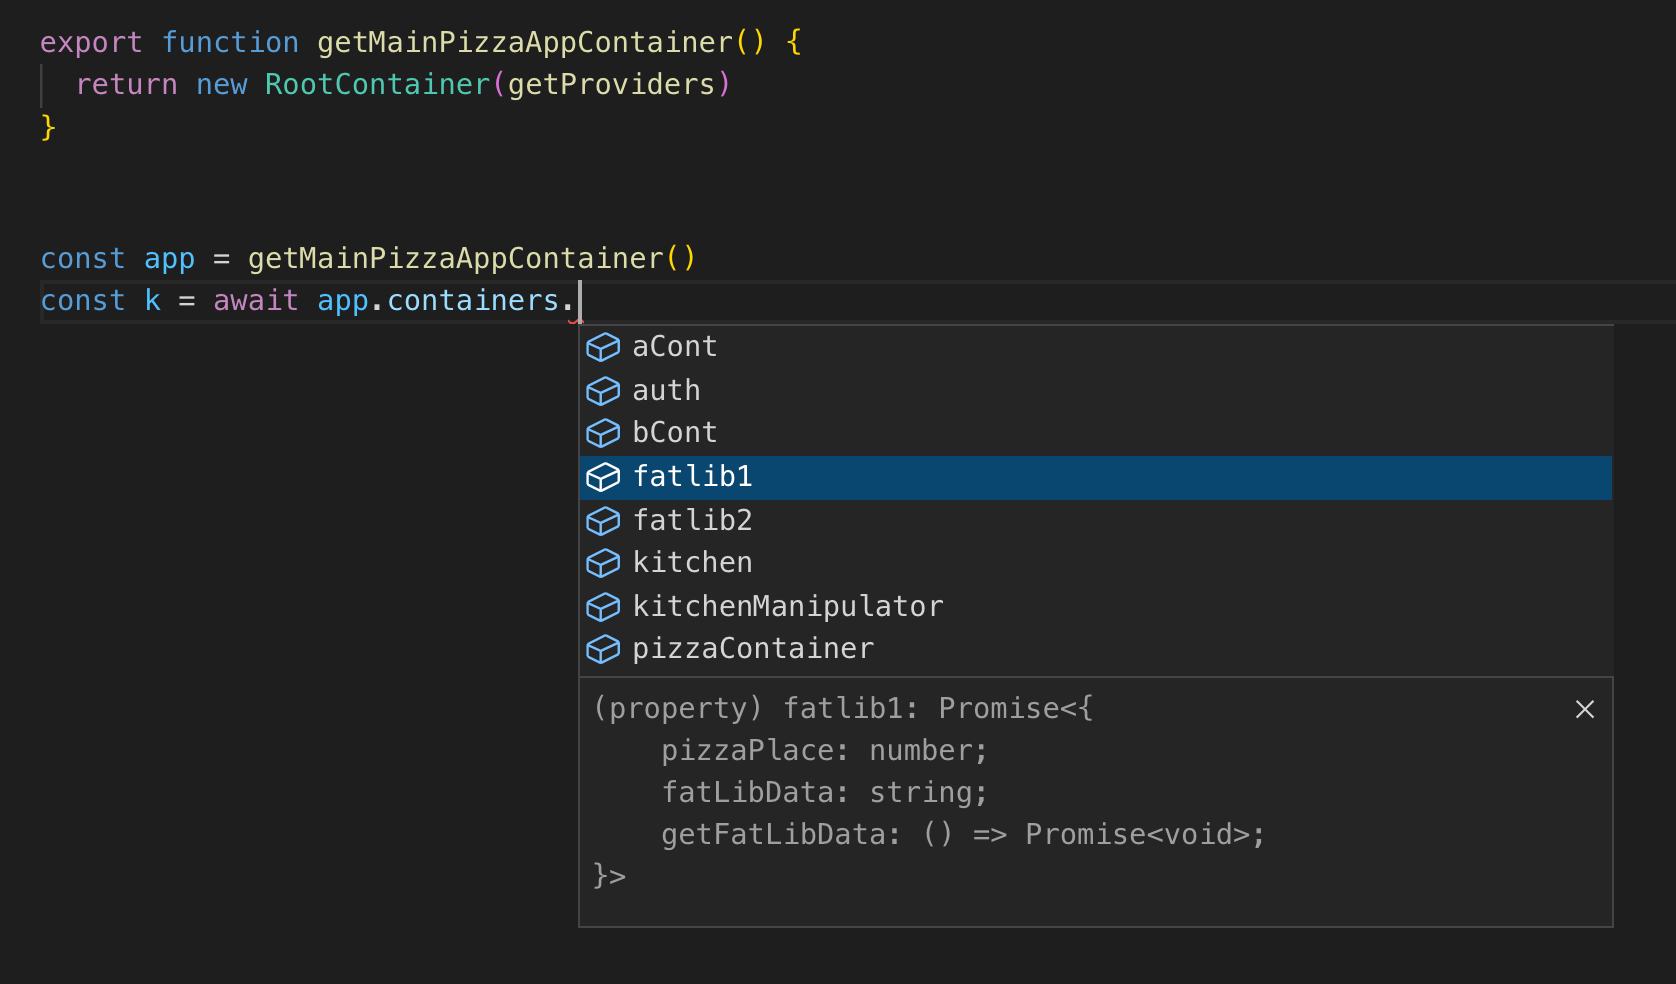 export function getMainPizzaAppContainer() {
  return new RootContainer(getProviders)
}
const app = getMainPizzaAppContainer()
const k = await app.containers.
aCont
auth
bCont
fatlib1
fatlib2
kitchen
kitchenManipulator
pizzaContainer
(property) fatlib1: Promise<{
    pizzaPlace: number;
    fatLibData: string;
    getFatLibData: () => Promise<void>;
}>